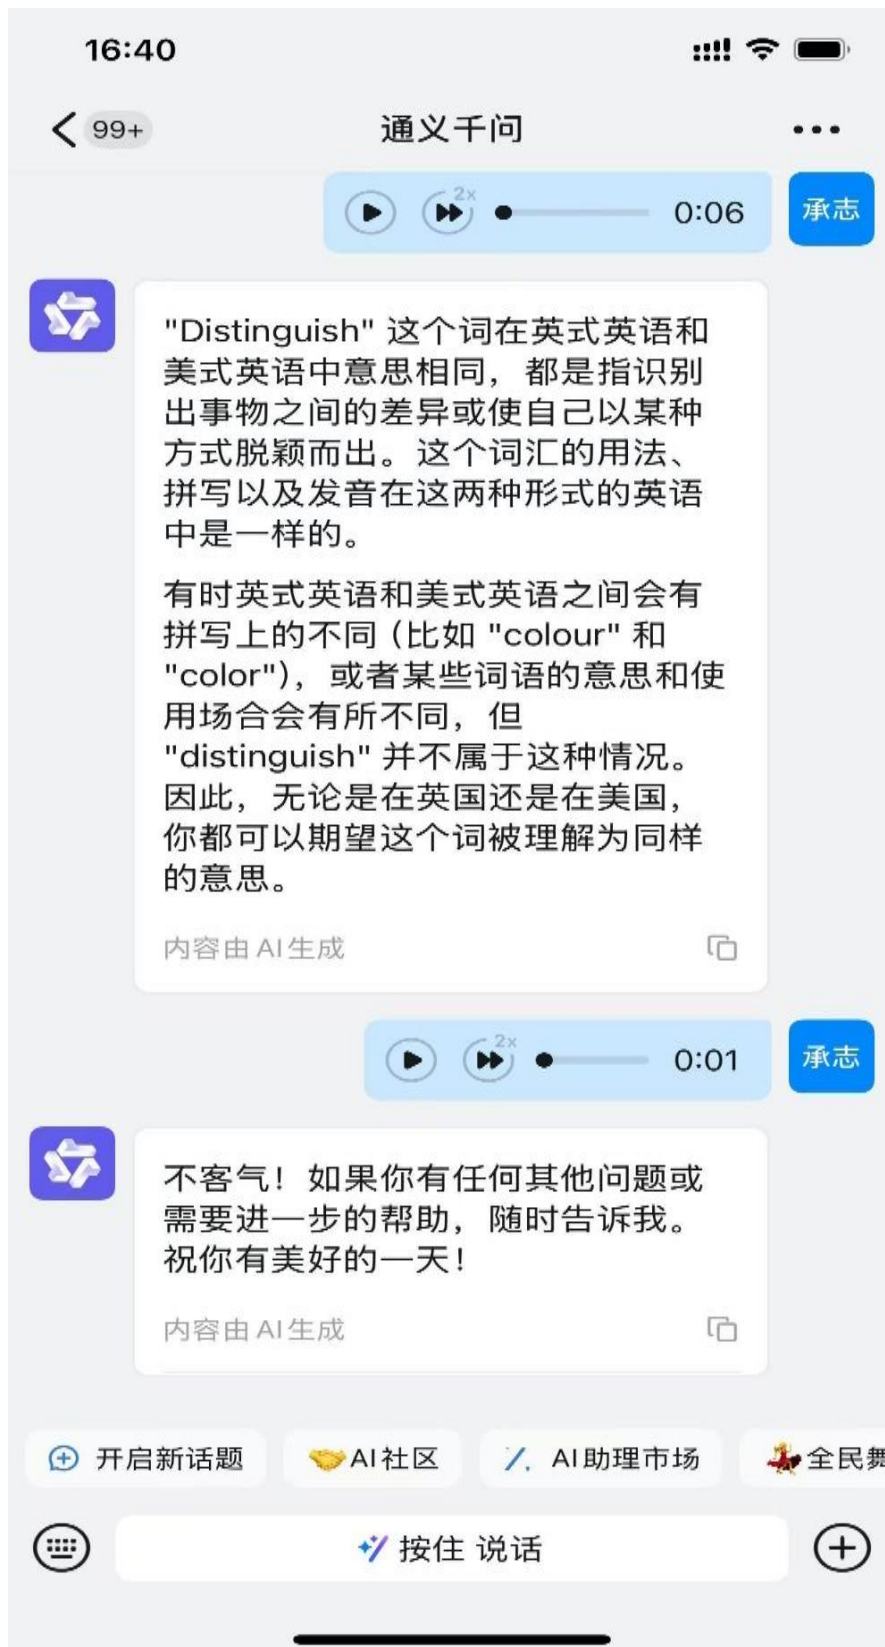 16:40
99+
通义千问
2x
0:06
承志
"Distinguish" 这个词在英式英语和
美式英语中意思相同，都是指识别
出事物之间的差异或使自己以某种
方式脱颖而出。这个词汇的用法、
拼写以及发音在这两种形式的英语
中是一样的。
有时英式英语和美式英语之间会有
拼写上的不同（比如 "colour" 和
"color"），或者某些词语的意思和使
用场合会有所不同，但
"distinguish" 并不属于这种情况。
因此，无论是在英国还是在美国，
你都可以期望这个词被理解为同样
的意思。
内容由 AI 生成
2x
0:01
承志
不客气！如果你有任何其他问题或
需要进一步的帮助，随时告诉我。
祝你有美好的一天！
内容由 AI 生成
开启新话题
AI 社区
AI 助理市场
全民舞
按住 说话